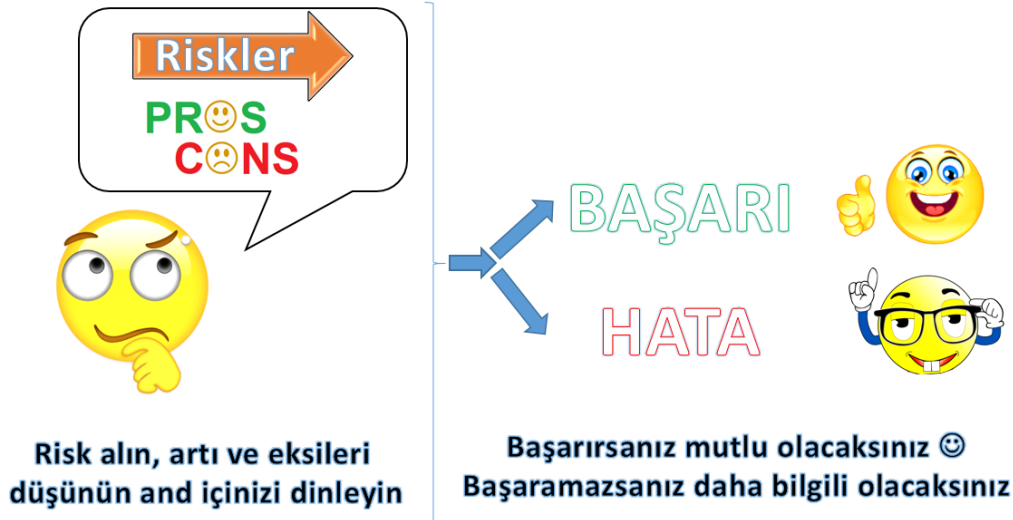 Riskler
PROS
CONS
Risk alın, artı ve eksileri
düşünün and içinizi dinleyin
BAŞARI
HATA
Başarırsanız mutlu olacaksınız ☺
Başaramazsanız daha bilgili olacaksınız